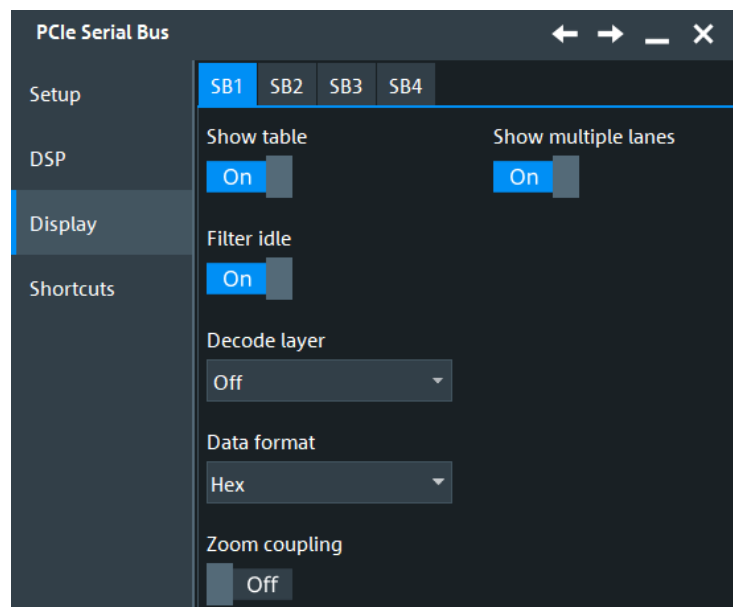 PCIe Serial Bus
Setup
DSP
Display
Shortcuts
SB1 SB2 SB3 SB4
Show table
On
Show multiple lanes
On
Filter idle
On
Decode layer
Off
Data format
Hex
Zoom coupling
Off